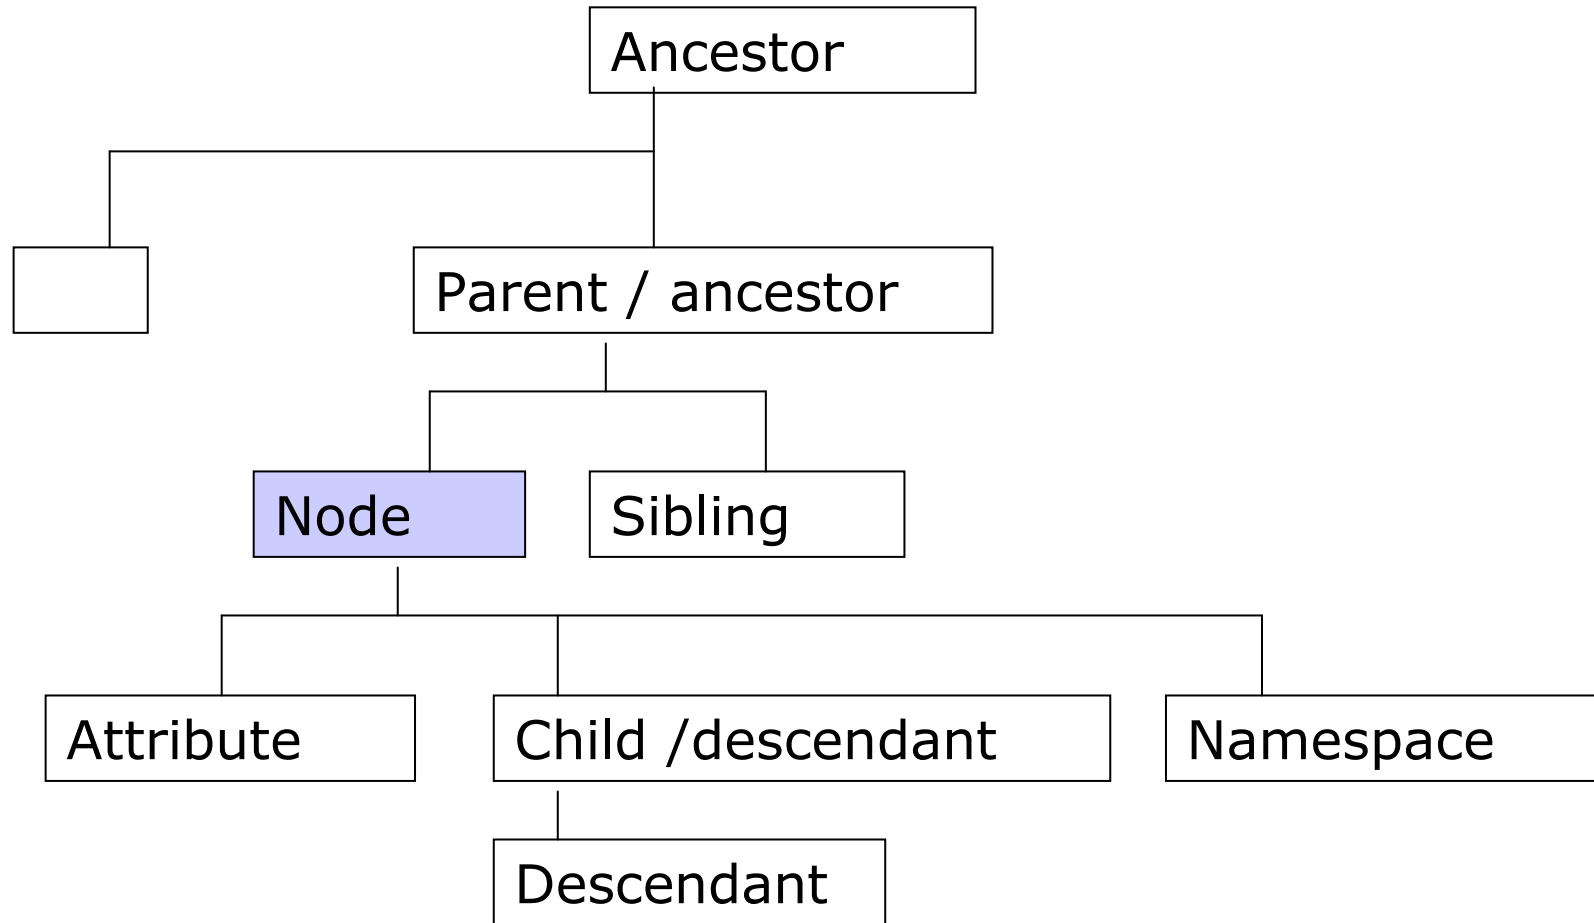 Ancestor
Parent / ancestor
Node
Sibling
Attribute
Child /descendant
Namespace
Descendant